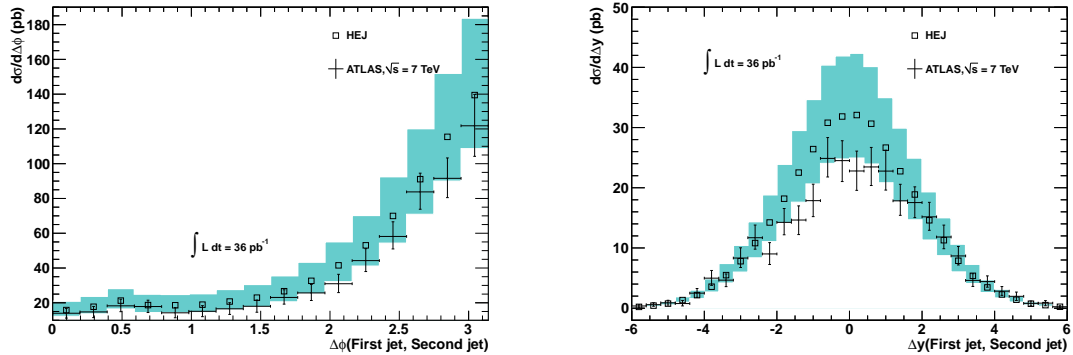 dσ/dΔϕ (pb)
180
160
140
120
100
80
60
40
20
HEJ
ATLAS,√s = 7 TeV
∫ L dt = 36 pb⁻¹
0 0.5 1 1.5 2 2.5 3
Δϕ(First jet, Second jet)
dσ/dΔy (pb)
50
40
30
20
10
0
HEJ
ATLAS,√s = 7 TeV
∫ L dt = 36 pb⁻¹
-6 -4 -2 0 2 4 6
Δy(First jet, Second jet)